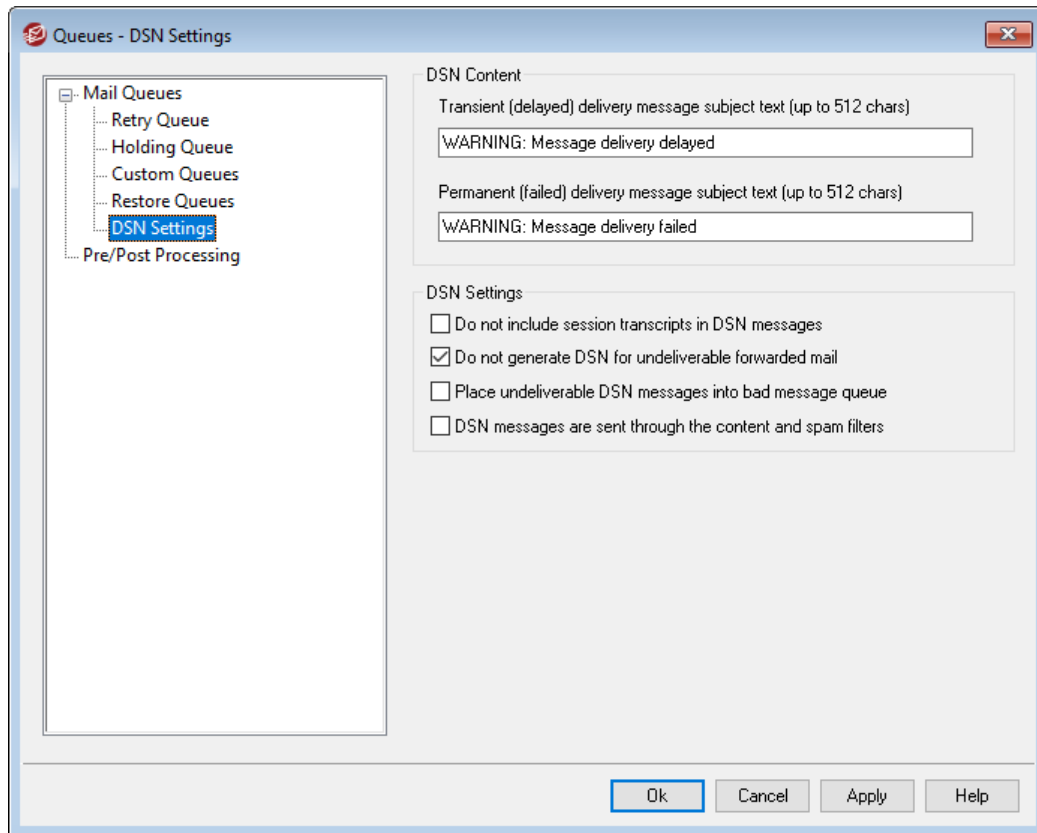 Queues - DSN Settings
Mail Queues
Retry Queue
Holding Queue
Custom Queues
Restore Queues
DSN Settings
Pre/Post Processing
DSN Content
Transient (delayed) delivery message subject text (up to 512 chars)
WARNING: Message delivery delayed
Permanent (failed) delivery message subject text (up to 512 chars)
WARNING: Message delivery failed
DSN Settings
Do not include session transcripts in DSN messages
Do not generate DSN for undeliverable forwarded mail
Place undeliverable DSN messages into bad message queue
DSN messages are sent through the content and spam filters
Ok Cancel Apply Help